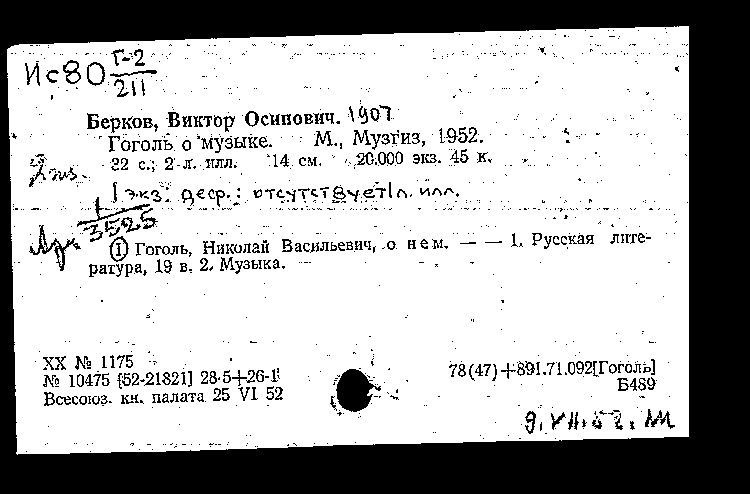 Ис80 Г-2
211
Берков, Виктор Осипович. 1907
Гоголь о музыке. М., Музгиз, 1952.
22 с.; 2 л. илл. 14 см. 20.000 экз. 45 к.
2 экз.
1 экз. деф.: отсутствует 1 л. илл.
+
3525
① Гоголь, Николай Васильевич, о нем. — — 1. Русская лите-
ратура, 19 в. 2. Музыка.
XX № 1175
№ 10475 [52-21821] 28·5+26-1
Всесоюз. кн. палата 25 VI 52
78(47)+891.71.092[Гоголь]
Б489
9.VII.52.